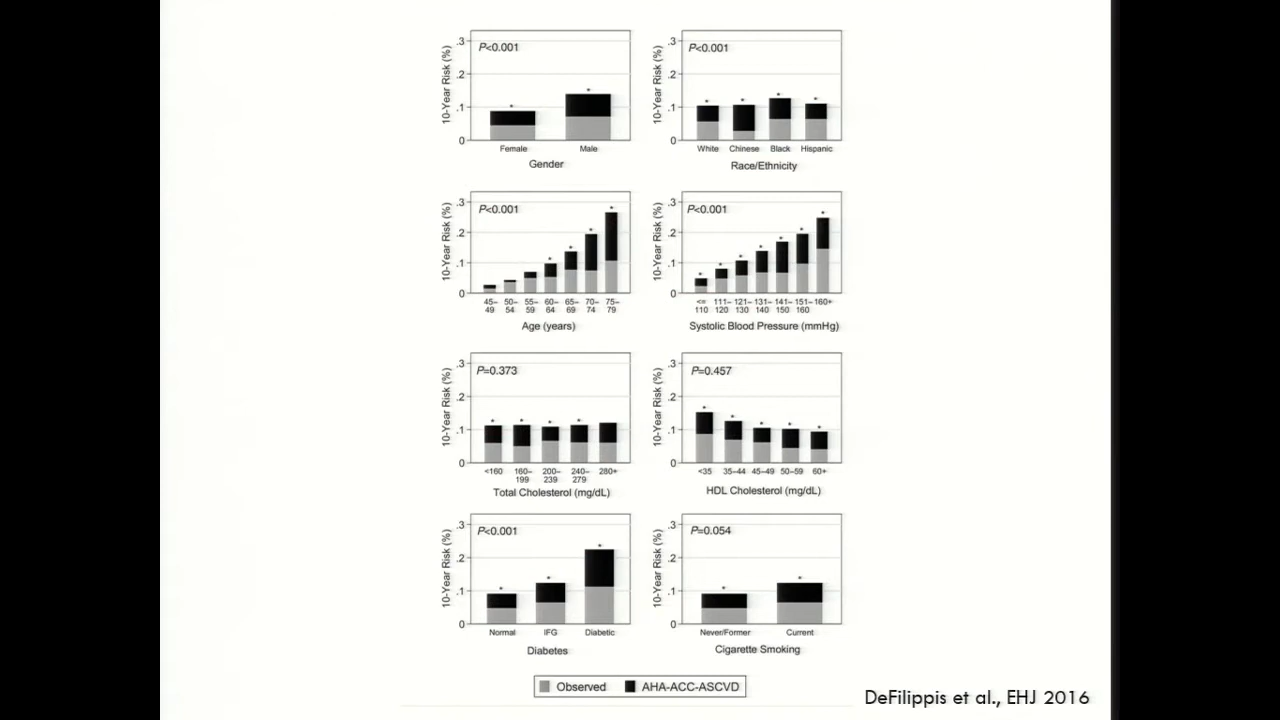 .3
.2
.1
0
10-Year Risk (%)
P<0.001
*
*
Female
Male
Gender
.3
.2
.1
0
10-Year Risk (%)
P<0.001
*
*
*
*
White
Chinese
Black
Hispanic
Race/Ethnicity
.3
.2
.1
0
10-Year Risk (%)
P<0.001
*
*
*
*
45–
49
50–
54
55–
59
60–
64
65–
69
70–
74
75–
79
Age (years)
.3
.2
.1
0
10-Year Risk (%)
P<0.001
*
*
*
*
*
*
*
<=
110
111–
120
121–
130
131–
140
141–
150
151–
160
160+
Systolic Blood Pressure (mmHg)
.3
.2
.1
0
10-Year Risk (%)
P=0.373
*
*
*
*
<160
160–
199
200–
239
240–
279
280+
Total Cholesterol (mg/dL)
.3
.2
.1
0
10-Year Risk (%)
P=0.457
*
*
*
*
*
<35
35–44
45–49
50–59
60+
HDL Cholesterol (mg/dL)
.3
.2
.1
0
10-Year Risk (%)
P<0.001
*
*
*
Normal
IFG
Diabetic
Diabetes
.3
.2
.1
0
10-Year Risk (%)
P=0.054
*
*
Never/Former
Current
Cigarette Smoking
Observed
AHA-ACC-ASCVD
DeFilippis et al., EHJ 2016